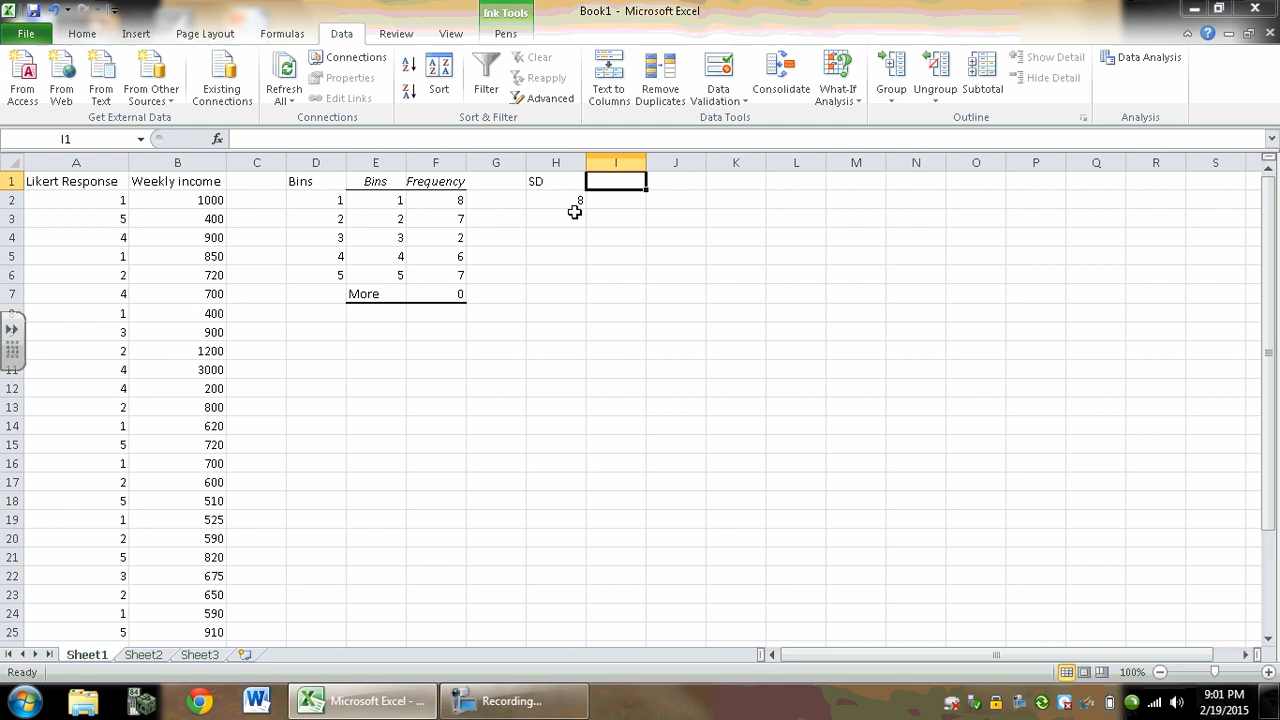 Ink Tools
Book1 - Microsoft Excel
File Home Insert Page Layout Formulas Data Review View Pens
From Access
From Web
From Text
From Other Sources
Existing Connections
Get External Data
Refresh All
Connections
Properties
Edit Links
Connections
Sort
Filter
Clear
Reapply
Advanced
Sort & Filter
Text to Columns
Remove Duplicates
Data Validation
Consolidate
What-If Analysis
Data Tools
Group
Ungroup
Subtotal
Show Detail
Hide Detail
Outline
Data Analysis
Analysis
I1 fx
A B C D E F G H I J K L M N O P Q R S
1 Likert Response Weekly income Bins Bins Frequency SD
2 1 1000 1 1 8 8
3 5 400 2 2 7
4 4 900 3 3 2
5 1 850 4 4 6
6 2 720 5 5 7
7 4 700 More 0
1 400
3 900
2 1200
11 4 3000
12 4 200
13 2 800
14 1 620
15 5 720
16 1 700
17 2 600
18 5 510
19 1 525
20 2 590
21 5 820
22 3 675
23 2 650
24 1 590
25 5 910
Sheet1 Sheet2 Sheet3
Ready 100%
Microsoft Excel - ... Recording...
9:01 PM
2/19/2015